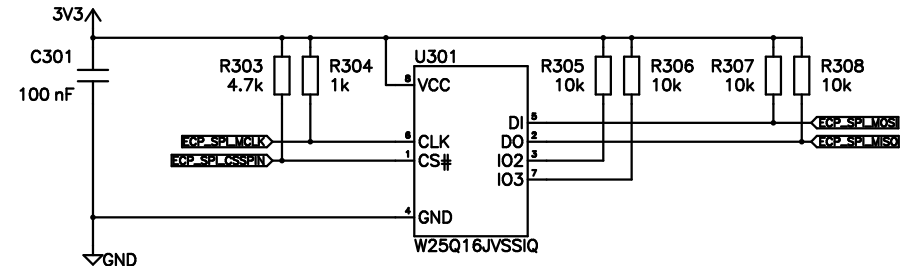 3V3
C301
100 nF
R303
4.7k
R304
1k
U301
R305
10k
R306
10k
R307
10k
R308
10k
8
VCC
DI
5
ECP_SPI_MOSI
ECP_SPI_MCLK
6
CLK
DO
2
ECP_SPI_MISO
ECP_SPI_CSSPIN
1
CS#
IO2
3
IO3
7
4
GND
W25Q16JVSSIQ
GND